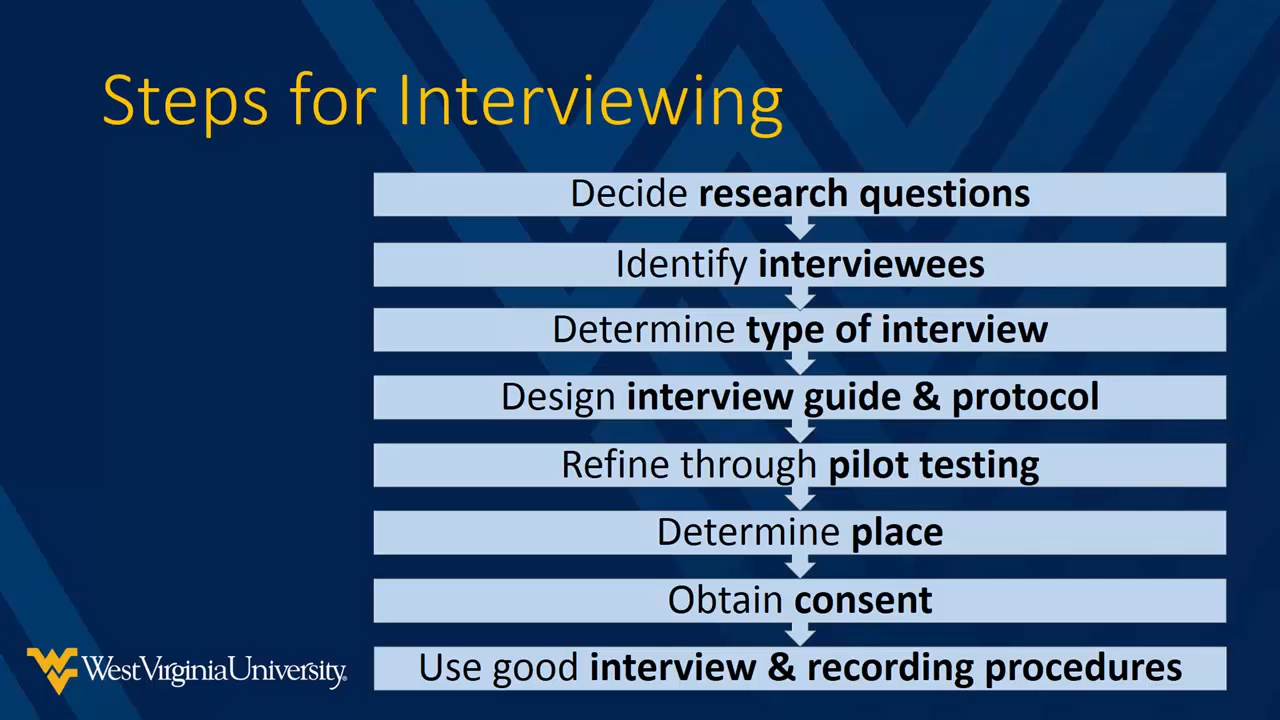 Steps for Interviewing
Decide research questions
Identify interviewees
Determine type of interview
Design interview guide & protocol
Refine through pilot testing
Determine place
Obtain consent
Use good interview & recording procedures
WestVirginiaUniversity®